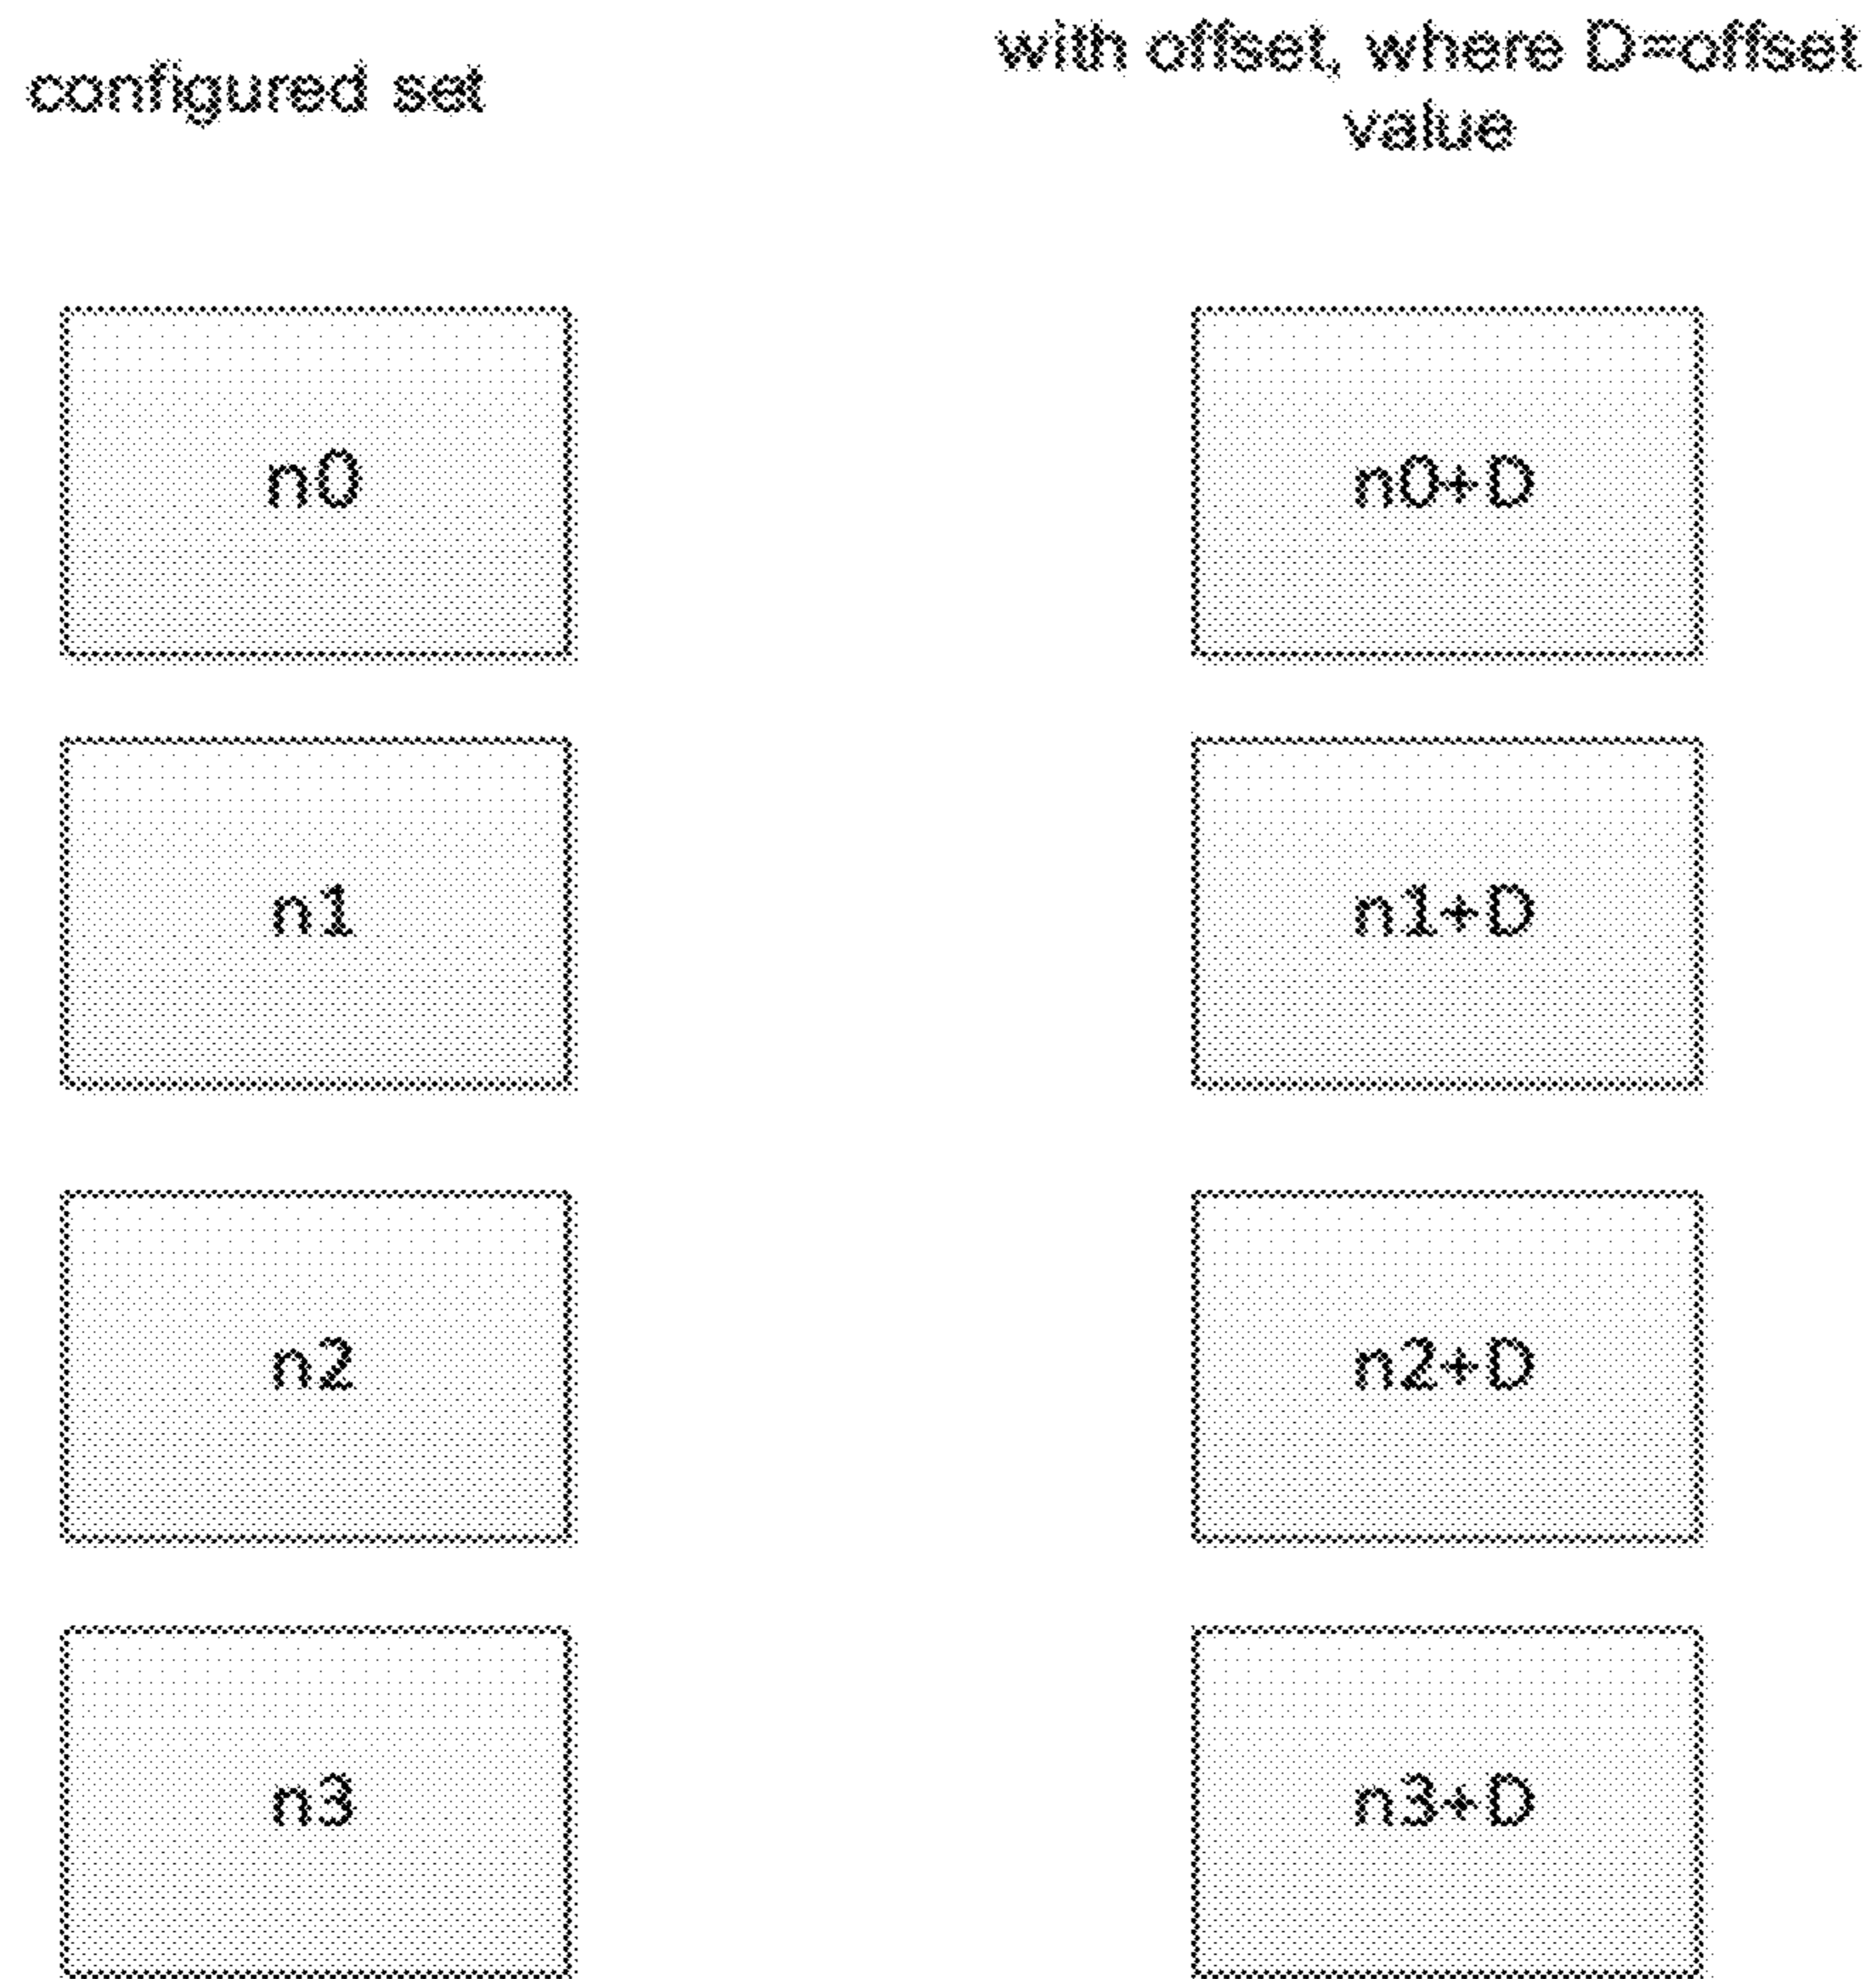 configured set
with offset, where D=offset
value
n0
n0+D
n1
n1+D
n2
n2+D
n3
n3+D